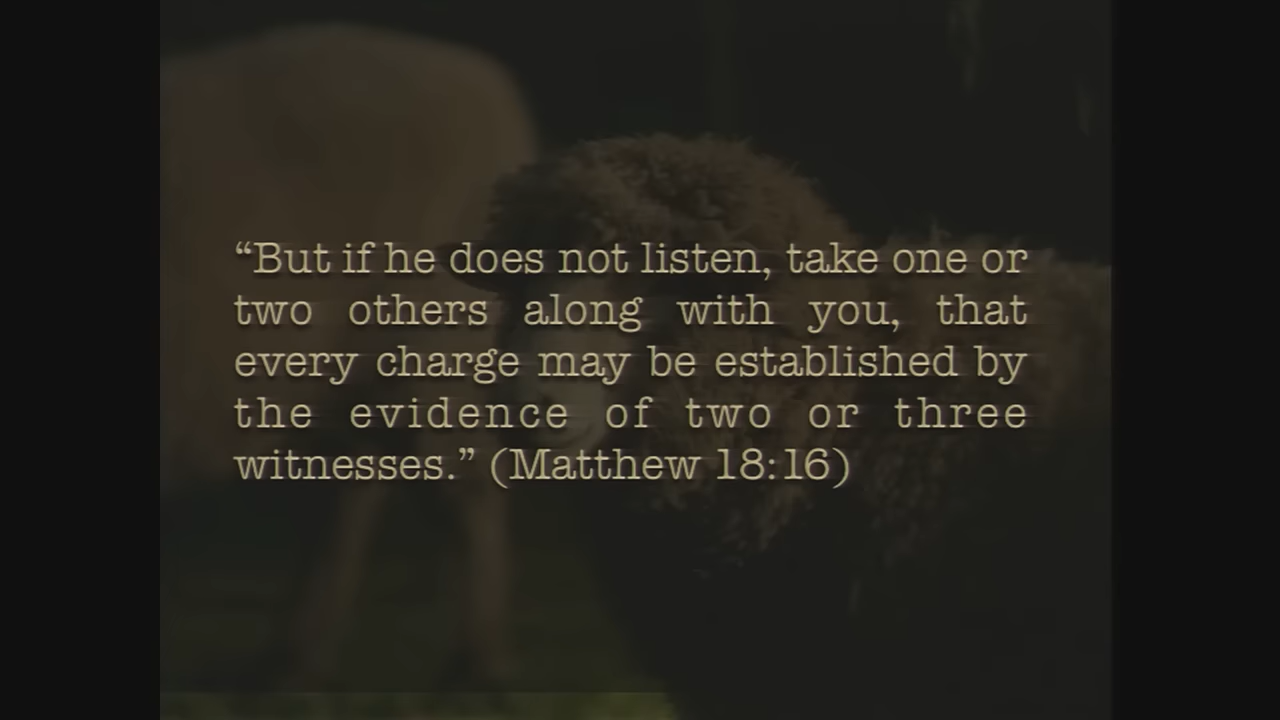 “But if he does not listen, take one or
two others along with you, that
every charge may be established by
the evidence of two or three
witnesses.” (Matthew 18:16)